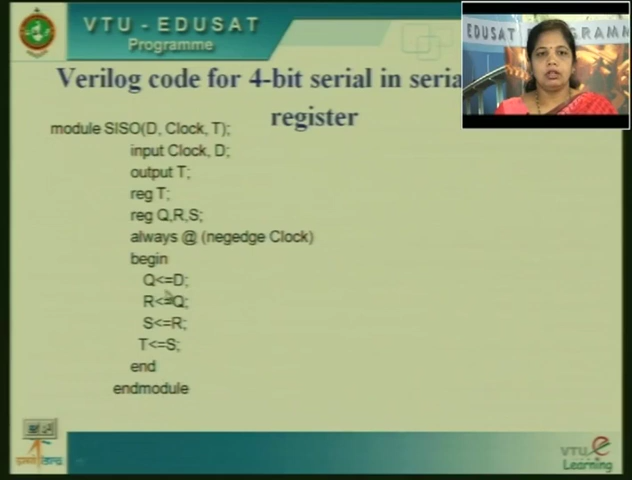 VTU - EDUSAT
Programme
EDUSAT PROGRAMM
Verilog code for 4-bit serial in seria
register
module SISO(D, Clock, T);
input Clock, D;
output T;
reg T;
reg Q,R,S;
always @ (negedge Clock)
begin
Q<=D;
R<=Q;
S<=R;
T<=S;
end
endmodule
VTU e
Learning